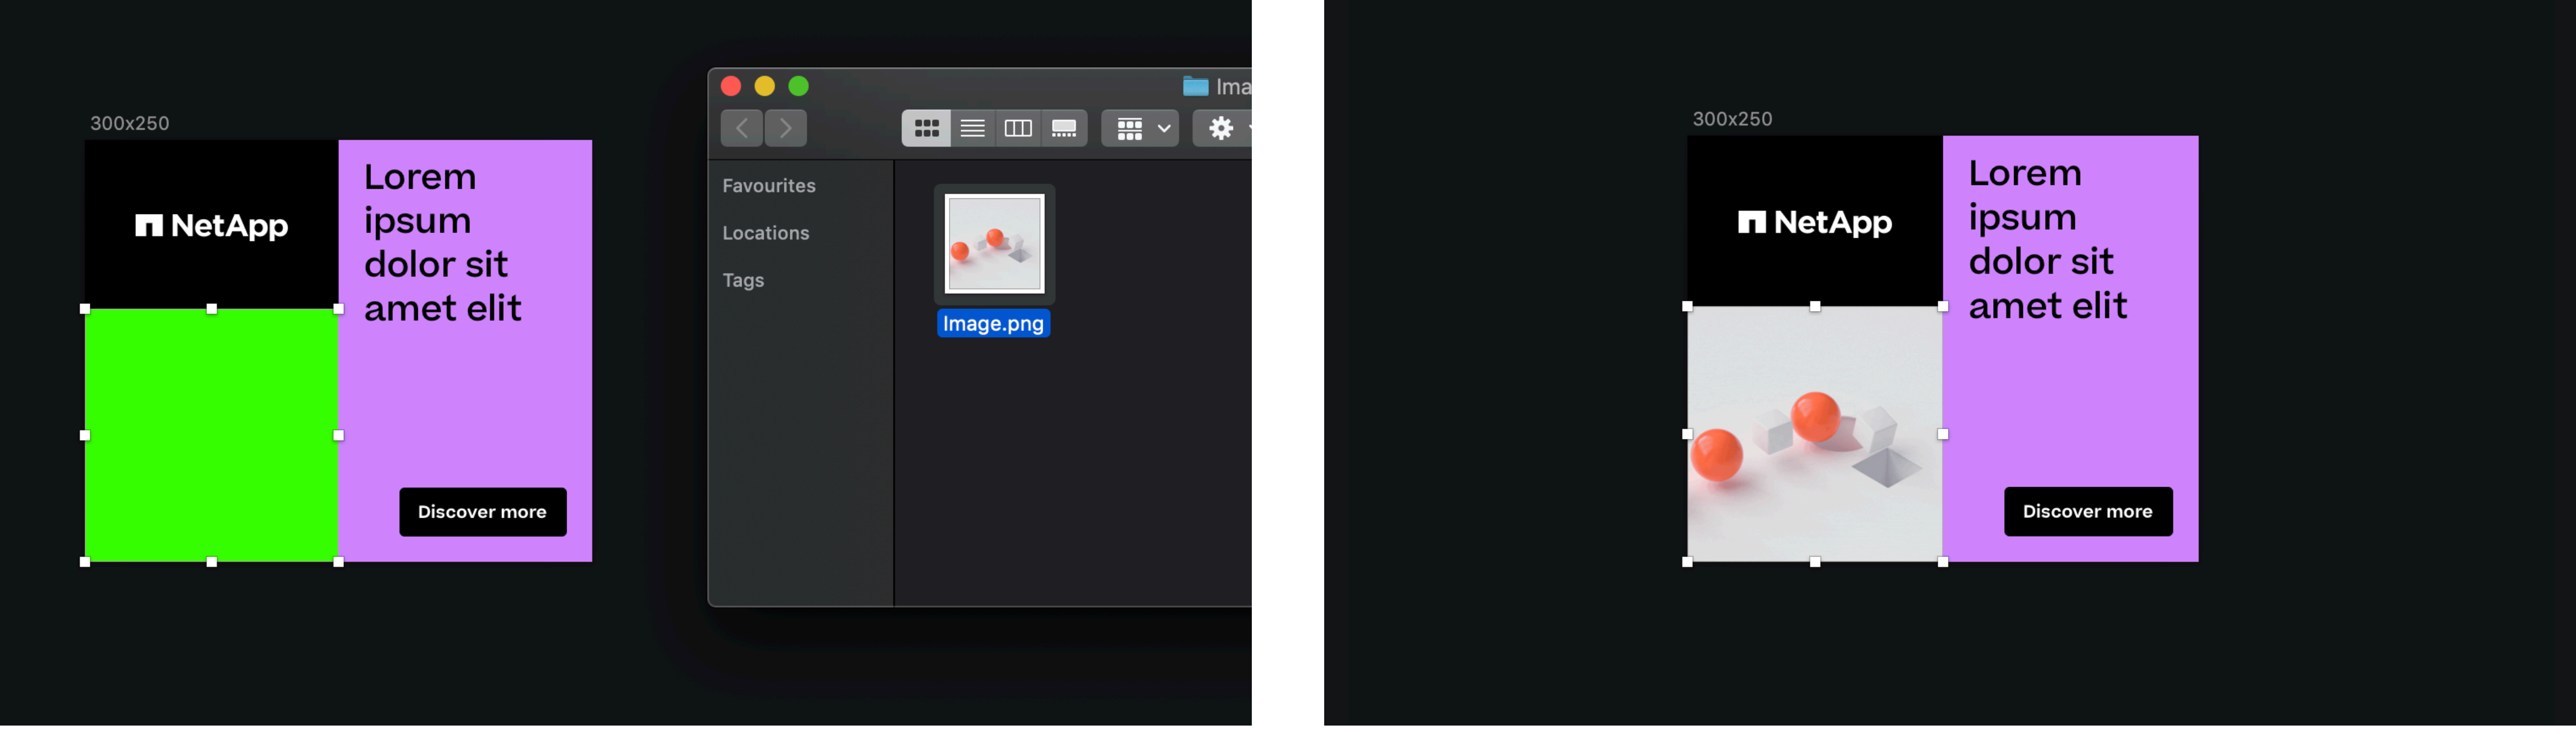 300x250
NetApp
Lorem
ipsum
dolor sit
amet elit
Discover more
Ima
Favourites
Locations
Tags
Image.png
300x250
NetApp
Lorem
ipsum
dolor sit
amet elit
Discover more